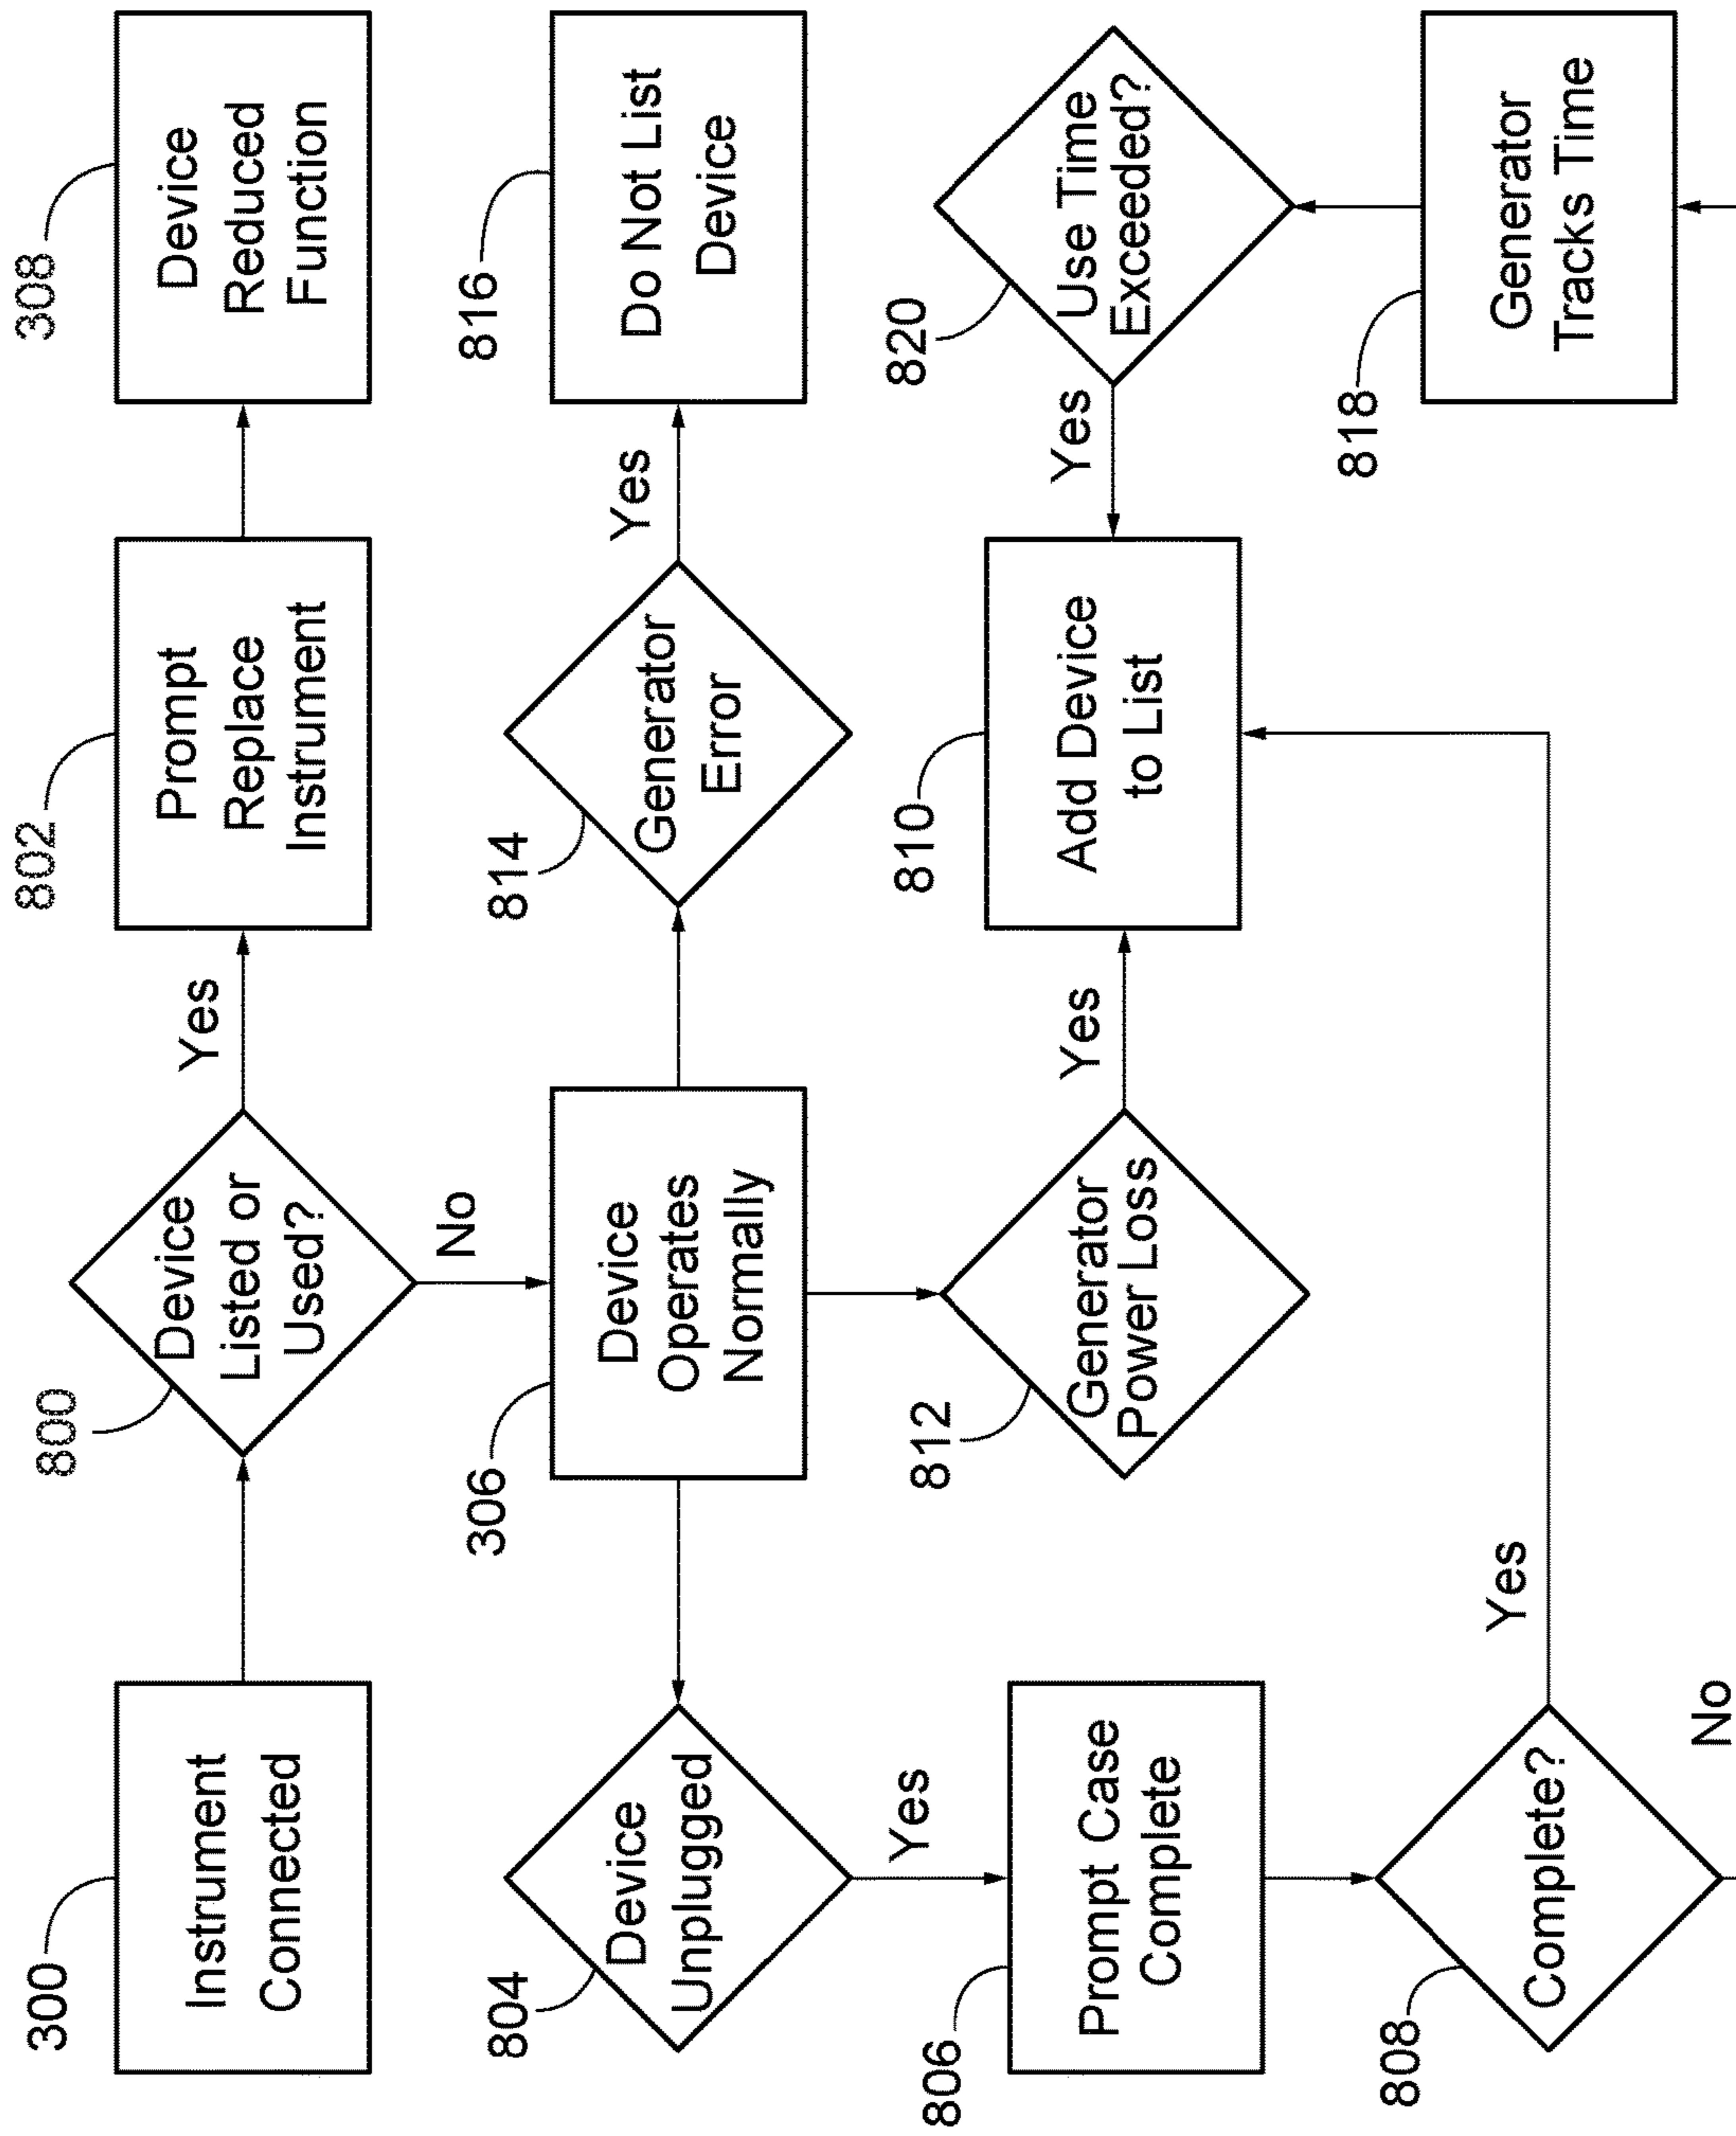 300
Instrument
Connected
800
Device
Listed or
Used?
Yes
802
Prompt
Replace
Instrument
308
Device
Reduced
Function
No
804
Device
Unplugged
306
Device
Operates
Normally
814
Generator
Error
Yes
816
Do Not List
Device
Yes
806
Prompt Case
Complete
812
Generator
Power Loss
Yes
810
Add Device
to List
Yes
820
Use Time
Exceeded?
808
Complete?
Yes
No
818
Generator
Tracks Time